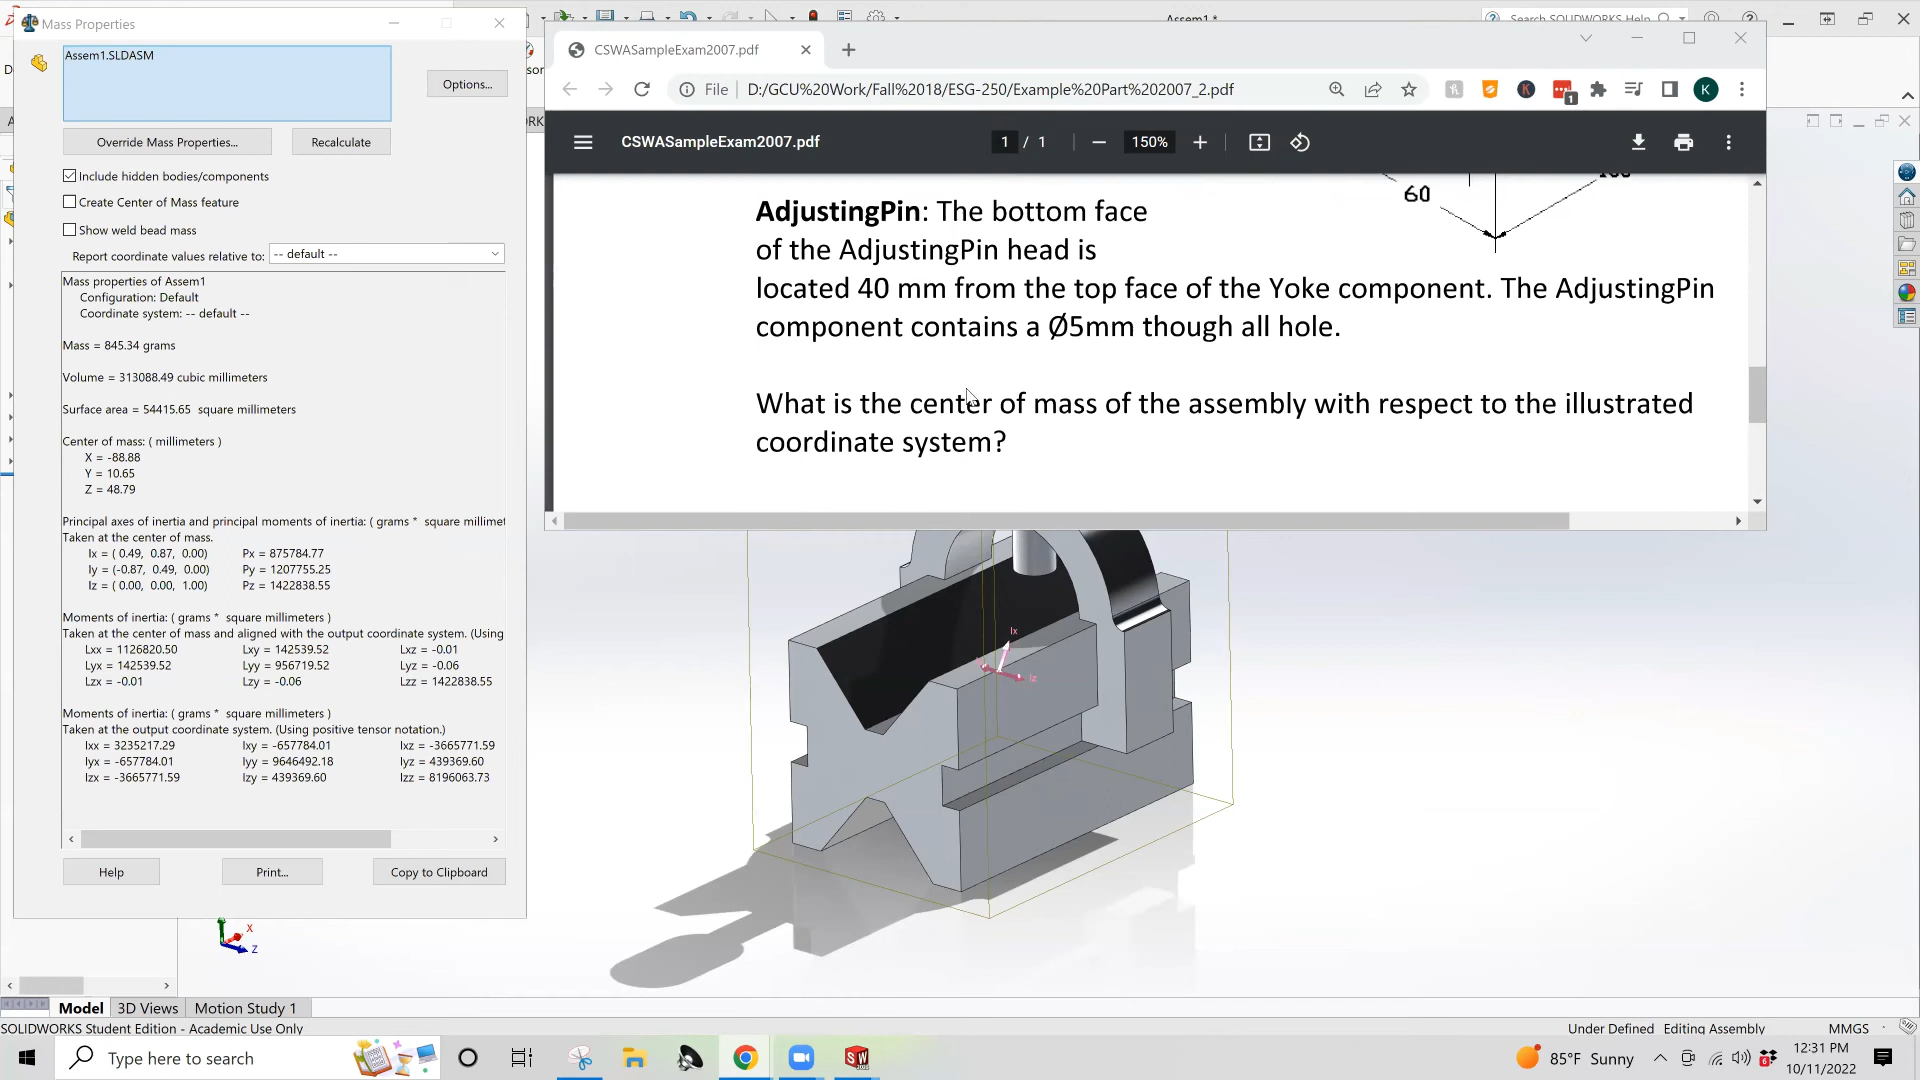 Mass Properties
Assem1 *
Search SOLIDWORKS Help
Assem1.SLDASM
Options...
Override Mass Properties...
Recalculate
Include hidden bodies/components
Create Center of Mass feature
Show weld bead mass
Report coordinate values relative to:
-- default --
Mass properties of Assem1
Configuration: Default
Coordinate system: -- default --
Mass = 845.34 grams
Volume = 313088.49 cubic millimeters
Surface area = 54415.65 square millimeters
Center of mass: ( millimeters )
X = -88.88
Y = 10.65
Z = 48.79
Principal axes of inertia and principal moments of inertia: ( grams * square millimet
Taken at the center of mass.
Ix = ( 0.49, 0.87, 0.00) Px = 875784.77
Iy = (-0.87, 0.49, 0.00) Py = 1207755.25
Iz = ( 0.00, 0.00, 1.00) Pz = 1422838.55
Moments of inertia: ( grams * square millimeters )
Taken at the center of mass and aligned with the output coordinate system. (Using
Lxx = 1126820.50 Lxy = 142539.52 Lxz = -0.01
Lyx = 142539.52 Lyy = 956719.52 Lyz = -0.06
Lzx = -0.01 Lzy = -0.06 Lzz = 1422838.55
Moments of inertia: ( grams * square millimeters )
Taken at the output coordinate system. (Using positive tensor notation.)
Ixx = 3235217.29 Ixy = -657784.01 Ixz = -3665771.59
Iyx = -657784.01 Iyy = 9646492.18 Iyz = 439369.60
Izx = -3665771.59 Izy = 439369.60 Izz = 8196063.73
Help
Print...
Copy to Clipboard
CSWASampleExam2007.pdf
File
D:/GCU%20Work/Fall%2018/ESG-250/Example%20Part%202007_2.pdf
1
K
K
CSWASampleExam2007.pdf
1 / 1
150%
60
AdjustingPin: The bottom face
of the AdjustingPin head is
located 40 mm from the top face of the Yoke component. The AdjustingPin
component contains a Ø5mm though all hole.
What is the center of mass of the assembly with respect to the illustrated
coordinate system?
Ix
Iz
X
Z
Model
3D Views
Motion Study 1
SOLIDWORKS Student Edition - Academic Use Only
Under Defined
Editing Assembly
MMGS
Type here to search
85°F Sunny
12:31 PM
10/11/2022